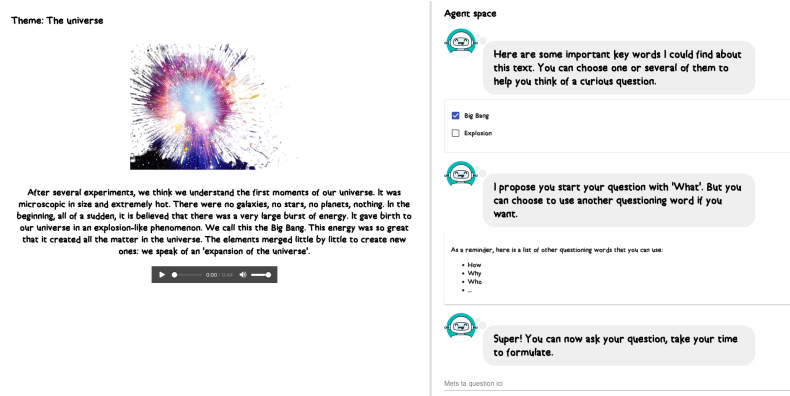 Theme: The universe
After several experiments, we think we understand the first moments of our universe. It was
microscopic in size and extremely hot. There were no galaxies, no stars, no planets, nothing. In the
beginning, all of a sudden, it is believed that there was a very large burst of energy. It gave birth to
our universe in an explosion-like phenomenon. We call this the Big Bang. This energy was so great
that it created all the matter in the universe. The elements merged little by little to create new
ones: we speak of an 'expansion of the universe'.
0:00 / 0:44
Agent space
Here are some important key words I could find about
this text. You can choose one or several of them to
help you think of a curious question.
Big Bang
Explosion
I propose you start your question with 'What'. But you
can choose to use another questioning word if you
want.
As a reminder, here is a list of other questioning words that you can use:
• How
• Why
• Who
• ...
Super! You can now ask your question, take your time
to formulate.
Mets ta question ici